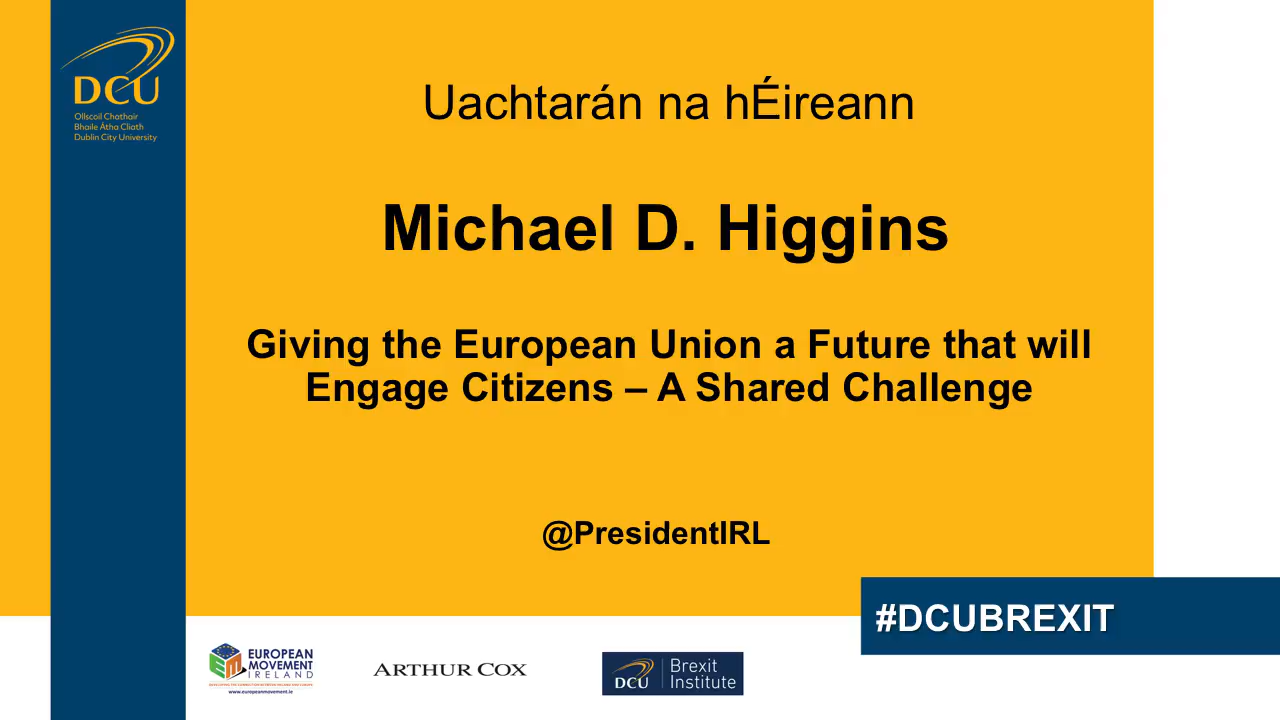 DCU
Ollscoil Chathair
Bhaile Átha Cliath
Dublin City University
Uachtarán na hÉireann
Michael D. Higgins
Giving the European Union a Future that will
Engage Citizens – A Shared Challenge
@PresidentIRL
#DCUBREXIT
EM
EUROPEAN
MOVEMENT
IRELAND
www.europeanmovement.ie
ARTHUR COX
DCU
Brexit
Institute